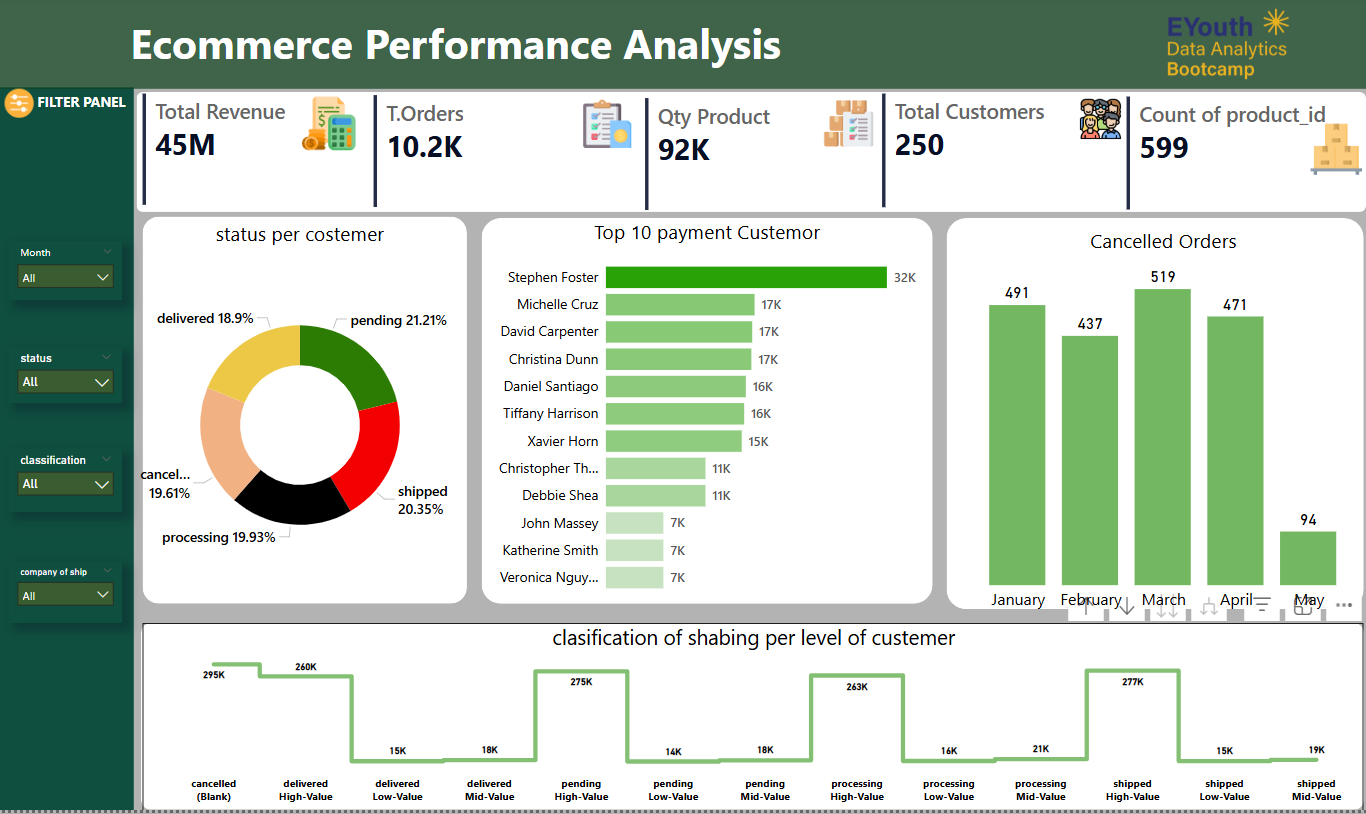 Ecommerce Performance Analysis
EYouth
Data Analytics
Bootcamp
FILTER PANEL
Month
All
status
All
classification
All
company of ship
All
Total Revenue
45M
T.Orders
10.2K
Qty Product
92K
Total Customers
250
Count of product_id
599
status per costemer
delivered 18.9%
pending 21.21%
cancel...
19.61%
shipped
20.35%
processing 19.93%
Top 10 payment Custemor
Stephen Foster 32K
Michelle Cruz 17K
David Carpenter 17K
Christina Dunn 17K
Daniel Santiago 16K
Tiffany Harrison 16K
Xavier Horn 15K
Christopher Th... 11K
Debbie Shea 11K
John Massey 7K
Katherine Smith 7K
Veronica Nguy... 7K
Cancelled Orders
491 437 519 471 94
January February March April May
clasification of shabing per level of custemer
295K 260K 15K 18K 275K 14K 18K 263K 16K 21K 277K 15K 19K
cancelled delivered delivered delivered pending pending pending processing processing processing shipped shipped shipped
(Blank) High-Value Low-Value Mid-Value High-Value Low-Value Mid-Value High-Value Low-Value Mid-Value High-Value Low-Value Mid-Value